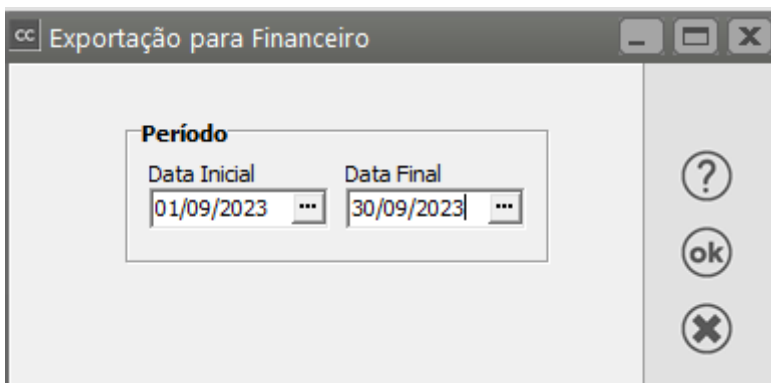 cc Exportação para Financeiro
Período
Data Inicial Data Final
01/09/2023 ... 30/09/2023 ...
?
ok